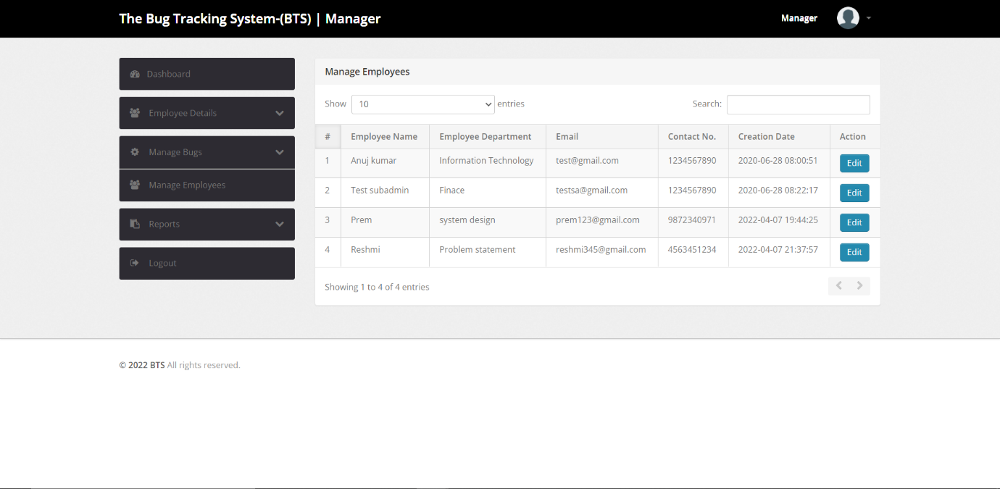 The Bug Tracking System-(BTS) | Manager
Manager
Dashboard
Employee Details
Manage Bugs
Manage Employees
Reports
Logout
Manage Employees
Show 10 entries
Search:
# Employee Name Employee Department Email Contact No. Creation Date Action
1 Anuj kumar Information Technology test@gmail.com 1234567890 2020-06-28 08:00:51 Edit
2 Test subadmin Finace testsa@gmail.com 1234567890 2020-06-28 08:22:17 Edit
3 Prem system design prem123@gmail.com 9872340971 2022-04-07 19:44:25 Edit
4 Reshmi Problem statement reshmi345@gmail.com 4563451234 2022-04-07 21:37:57 Edit
Showing 1 to 4 of 4 entries
© 2022 BTS All rights reserved.